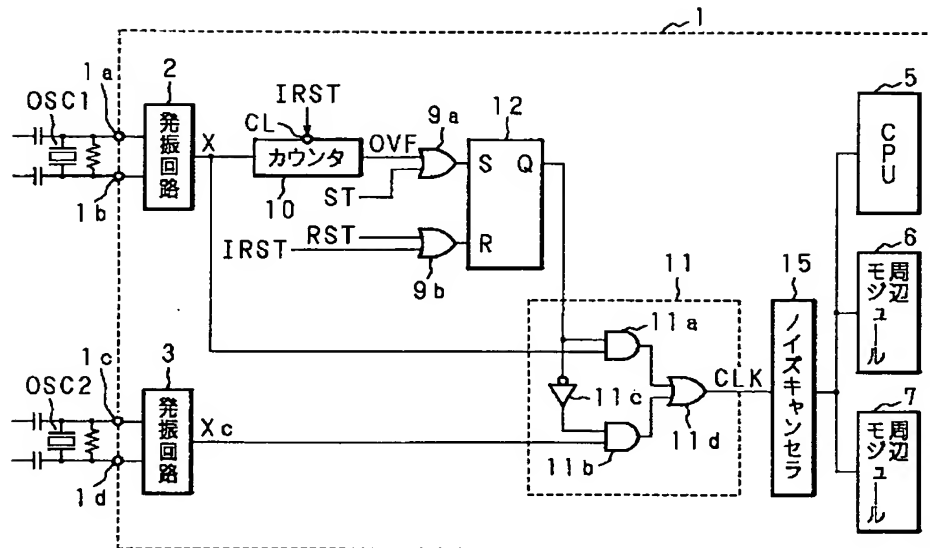 1
1a
OSC1
1b
2
発振回路
X
IRST
CL
カウンタ
10
OVF
ST
9a
12
S Q
R
RST
IRST
9b
5
CPU
6
周辺
モジュール
7
周辺
モジュール
15
ノイズキャンセラ
11
11a
11c
11b
11d
CLK
1c
OSC2
1d
3
発振回路
Xc